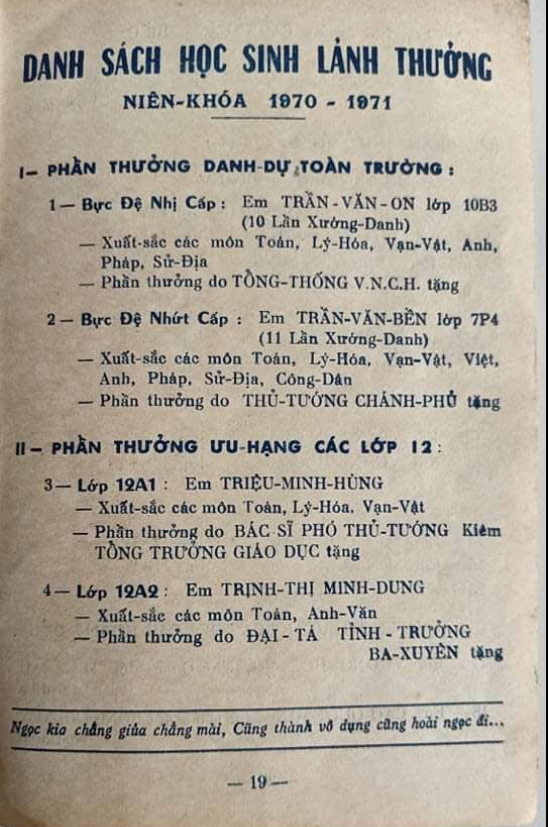 DANH SÁCH HỌC SINH LẢNH THƯỞNG
NIÊN-KHÓA 1970 - 1971
I- PHẦN THƯỞNG DANH-DỰ TOÀN TRƯỜNG :
1 — Bực Đệ Nhị Cấp : Em TRẦN-VĂN-ON lớp 10B3
(10 Lần Xướng-Danh)
— Xuất-sắc các môn Toán, Lý-Hóa, Vạn-Vật, Anh,
Pháp, Sử-Địa
— Phần thưởng do TỔNG-THỐNG V.N.C.H. tặng
2 — Bực Đệ Nhứt Cấp : Em TRẦN-VĂN-BỀN lớp 7P4
(11 Lần Xướng-Danh)
— Xuất-sắc các môn Toán, Lý-Hóa, Vạn-Vật, Việt,
Anh, Pháp, Sử-Địa, Công-Dân
— Phần thưởng do THỦ-TƯỚNG CHÁNH-PHỦ tặng
II - PHẦN THƯỞNG ƯU-HẠNG CÁC LỚP 12 :
3 — Lớp 12A1 : Em TRIỆU-MINH-HÙNG
— Xuất-sắc các môn Toán, Lý-Hóa, Vạn-Vật
— Phần thưởng do BÁC SĨ PHÓ THỦ-TƯỚNG Kiêm
TỔNG TRƯỞNG GIÁO DỤC tặng
4 — Lớp 12A2 : Em TRỊNH-THỊ MINH-DUNG
— Xuất-sắc các môn Toán, Anh-Văn
— Phần thưởng do ĐẠI - TÁ TỈNH - TRƯỞNG
BA-XUYÊN tặng
Ngọc kia chẳng giủa chẳng mài, Cũng thành vô dụng cũng hoài ngọc đi...
— 19 —